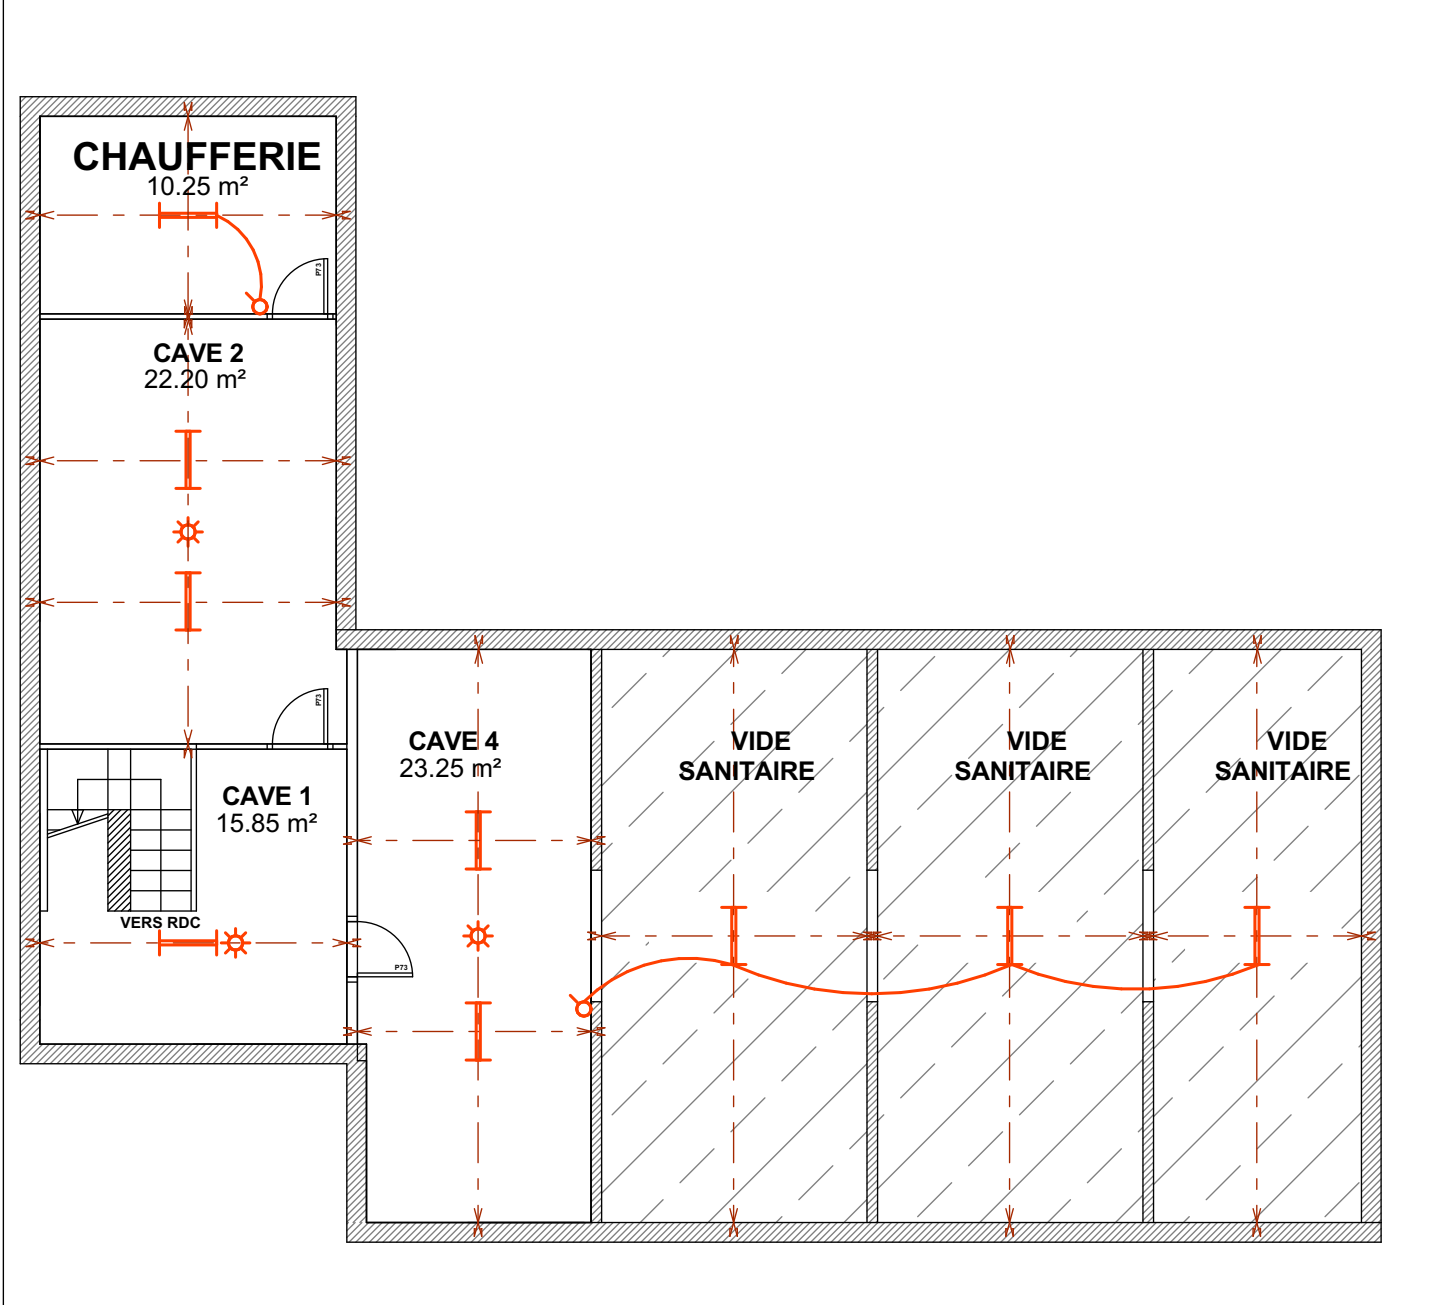 CHAUFFERIE
10.25 m²
P73
CAVE 2
22.20 m²
P73
CAVE 4
23.25 m²
VIDE
SANITAIRE
VIDE
SANITAIRE
VIDE
SANITAIRE
CAVE 1
15.85 m²
VERS RDC
P73